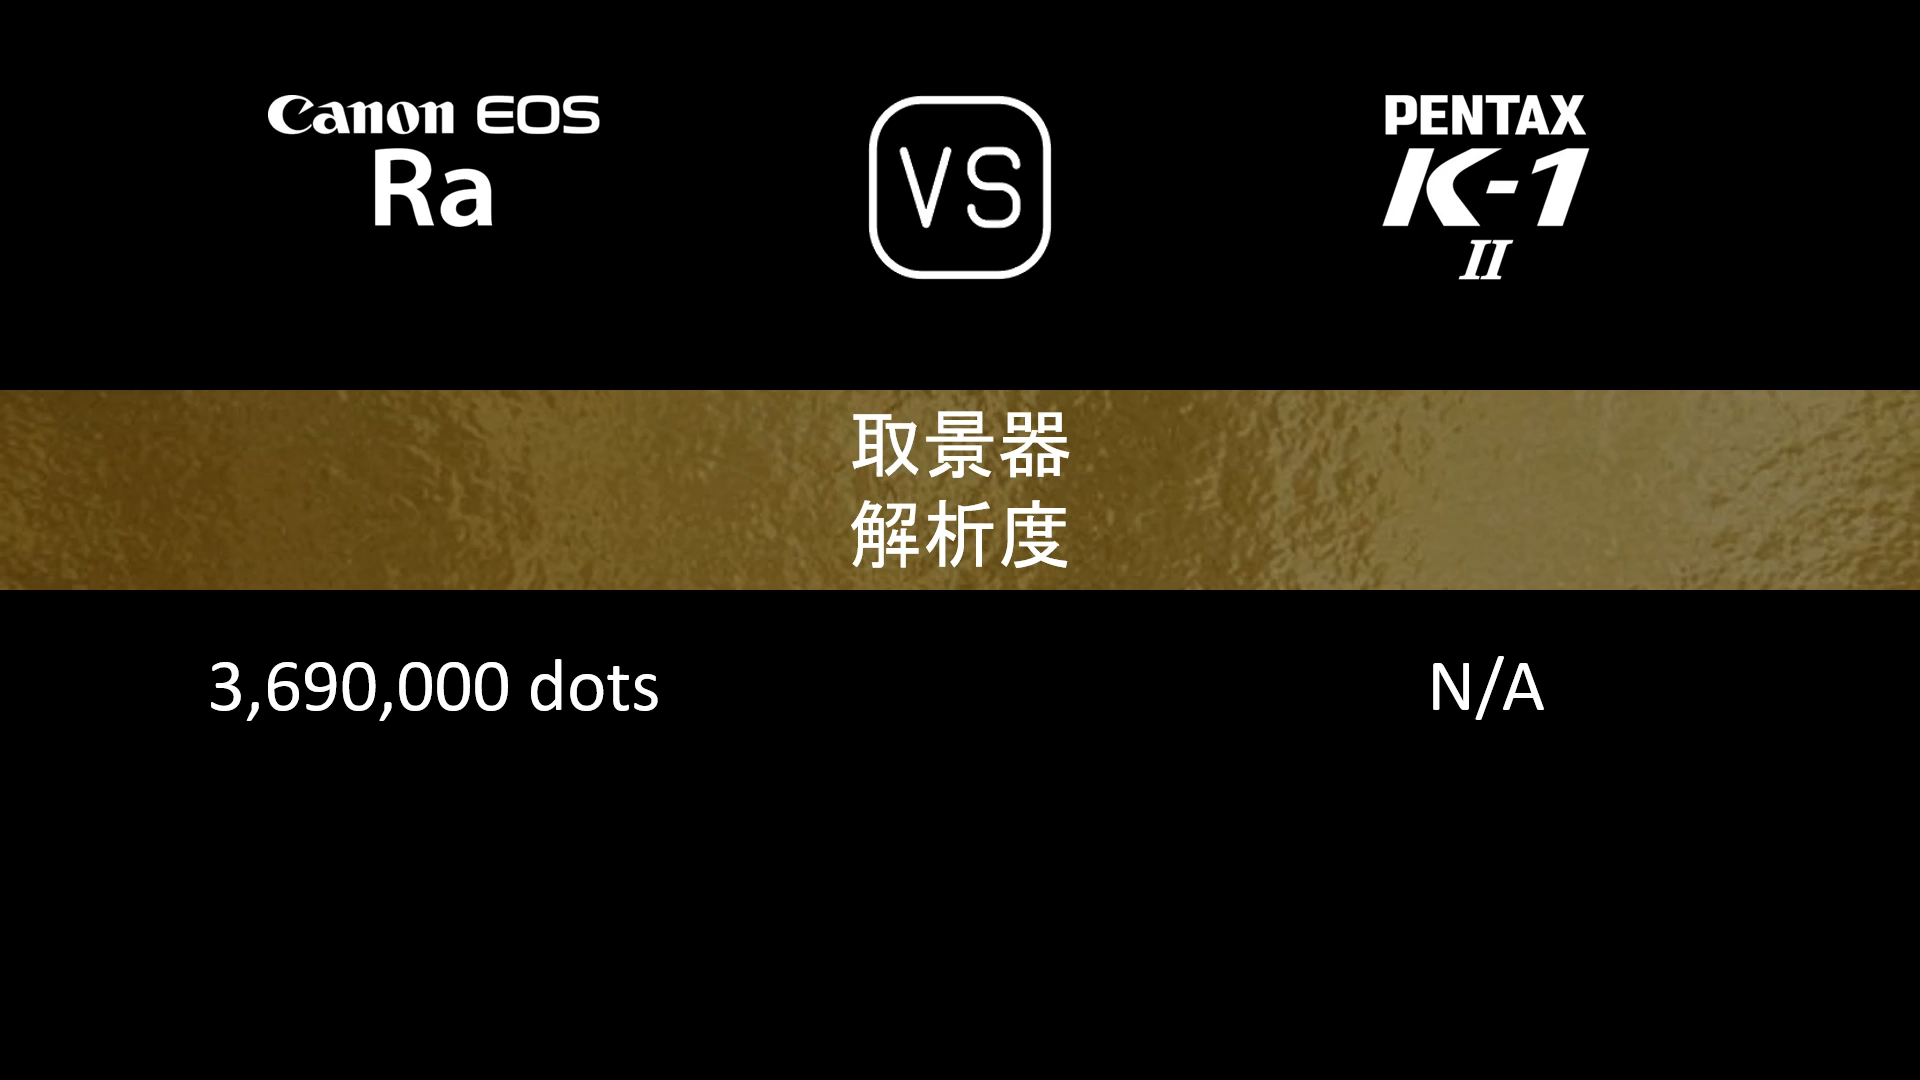 Canon EOS
Ra
VS
PENTAX
K-1
II
取景器
解析度
3,690,000 dots
N/A